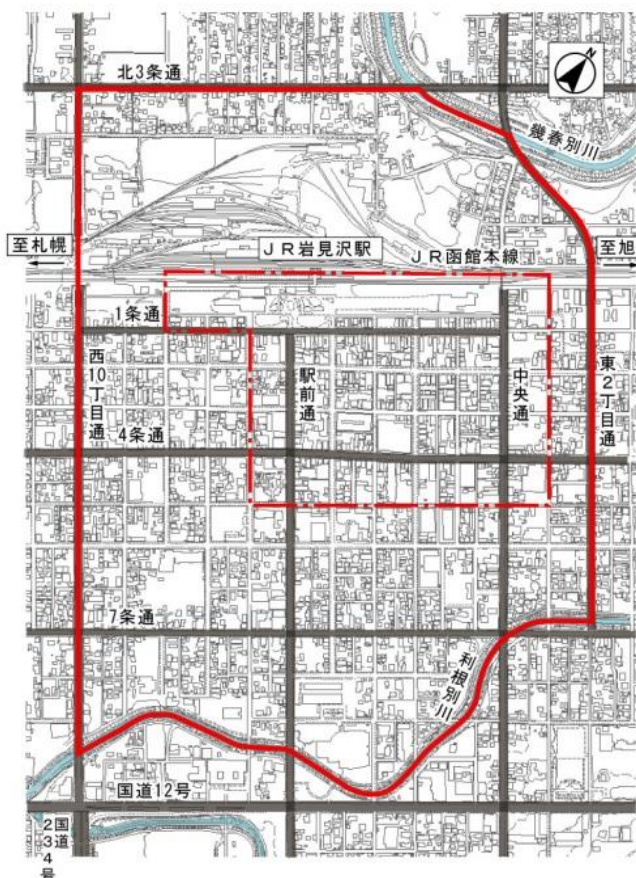 北3条通
N
幾春別川
至札幌
JR岩見沢駅
JR函館本線
至旭
1条通
西10丁目通
駅前通
中央通
東2丁目通
4条通
7条通
利根別川
国道12号
国道
234号